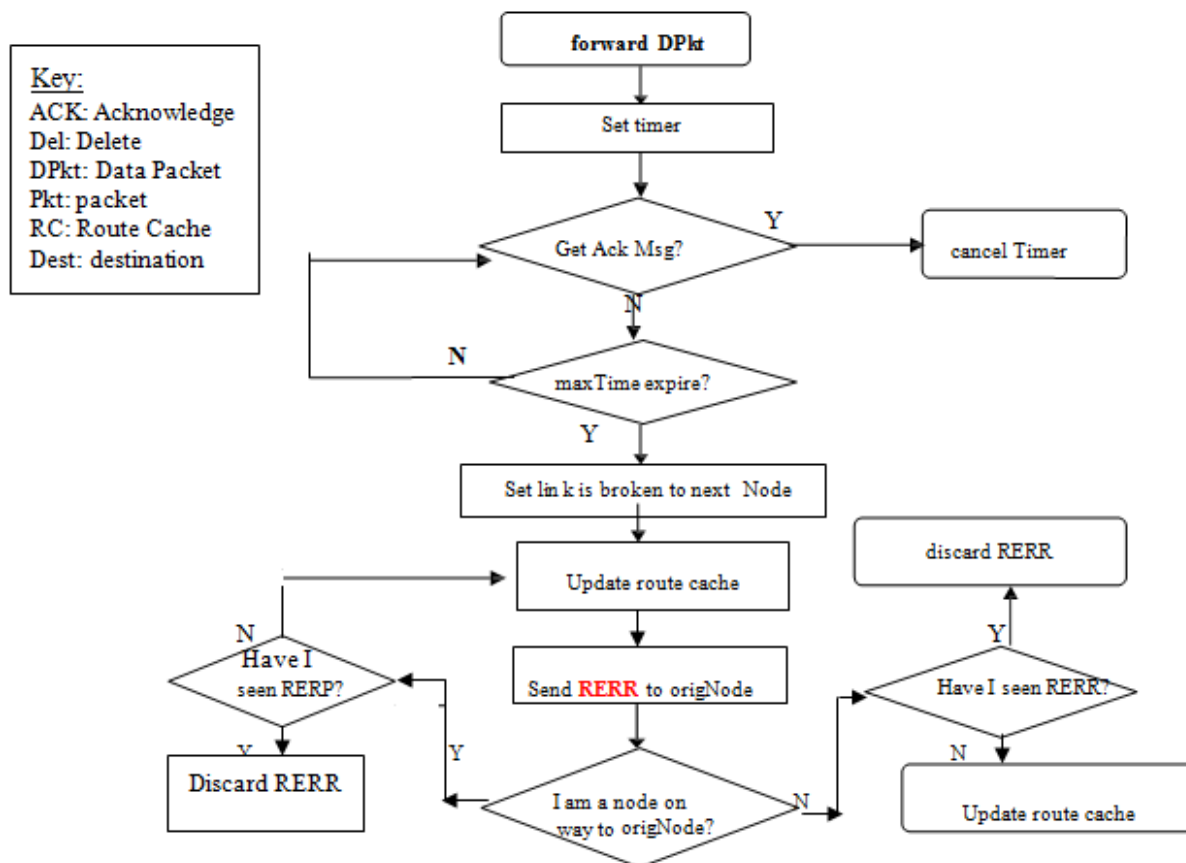 forward DPkt
Key:
ACK: Acknowledge
Del: Delete
DPkt: Data Packet
Pkt: packet
RC: Route Cache
Dest: destination
Set timer
Get Ack Msg?
Y
cancel Timer
N
N
maxTime expire?
Y
Set link is broken to next Node
discard RERR
Update route cache
N
Y
Have I
seen RERP?
Send RERR to origNode
Have I seen RERR?
Y
Y
N
Discard RERR
I am a node on
way to origNode?
N
Update route cache